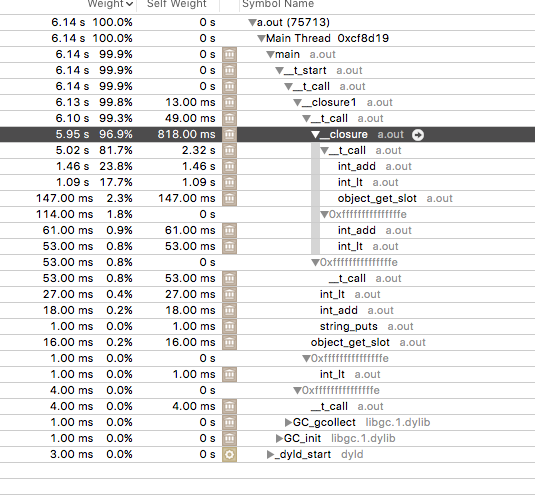 Weight Self Weight Symbol Name
6.14 s 100.0% 0 s a.out (75713)
6.14 s 100.0% 0 s Main Thread 0xcf8d19
6.14 s 99.9% 0 s main a.out
6.14 s 99.9% 0 s __t_start a.out
6.14 s 99.9% 0 s __t_call a.out
6.13 s 99.8% 13.00 ms __closure1 a.out
6.10 s 99.3% 49.00 ms __t_call a.out
5.95 s 96.9% 818.00 ms __closure a.out
5.02 s 81.7% 2.32 s __t_call a.out
1.46 s 23.8% 1.46 s int_add a.out
1.09 s 17.7% 1.09 s int_lt a.out
147.00 ms 2.3% 147.00 ms object_get_slot a.out
114.00 ms 1.8% 0 s 0xfffffffffffffffe
61.00 ms 0.9% 61.00 ms int_add a.out
53.00 ms 0.8% 53.00 ms int_lt a.out
53.00 ms 0.8% 0 s 0xfffffffffffffffe
53.00 ms 0.8% 53.00 ms __t_call a.out
27.00 ms 0.4% 27.00 ms int_lt a.out
18.00 ms 0.2% 18.00 ms int_add a.out
1.00 ms 0.0% 1.00 ms string_puts a.out
16.00 ms 0.2% 16.00 ms object_get_slot a.out
1.00 ms 0.0% 0 s 0xfffffffffffffffe
1.00 ms 0.0% 1.00 ms int_lt a.out
4.00 ms 0.0% 0 s 0xfffffffffffffffe
4.00 ms 0.0% 4.00 ms __t_call a.out
1.00 ms 0.0% 0 s GC_gcollect libgc.1.dylib
1.00 ms 0.0% 0 s GC_init libgc.1.dylib
3.00 ms 0.0% 0 s _dyld_start dyld